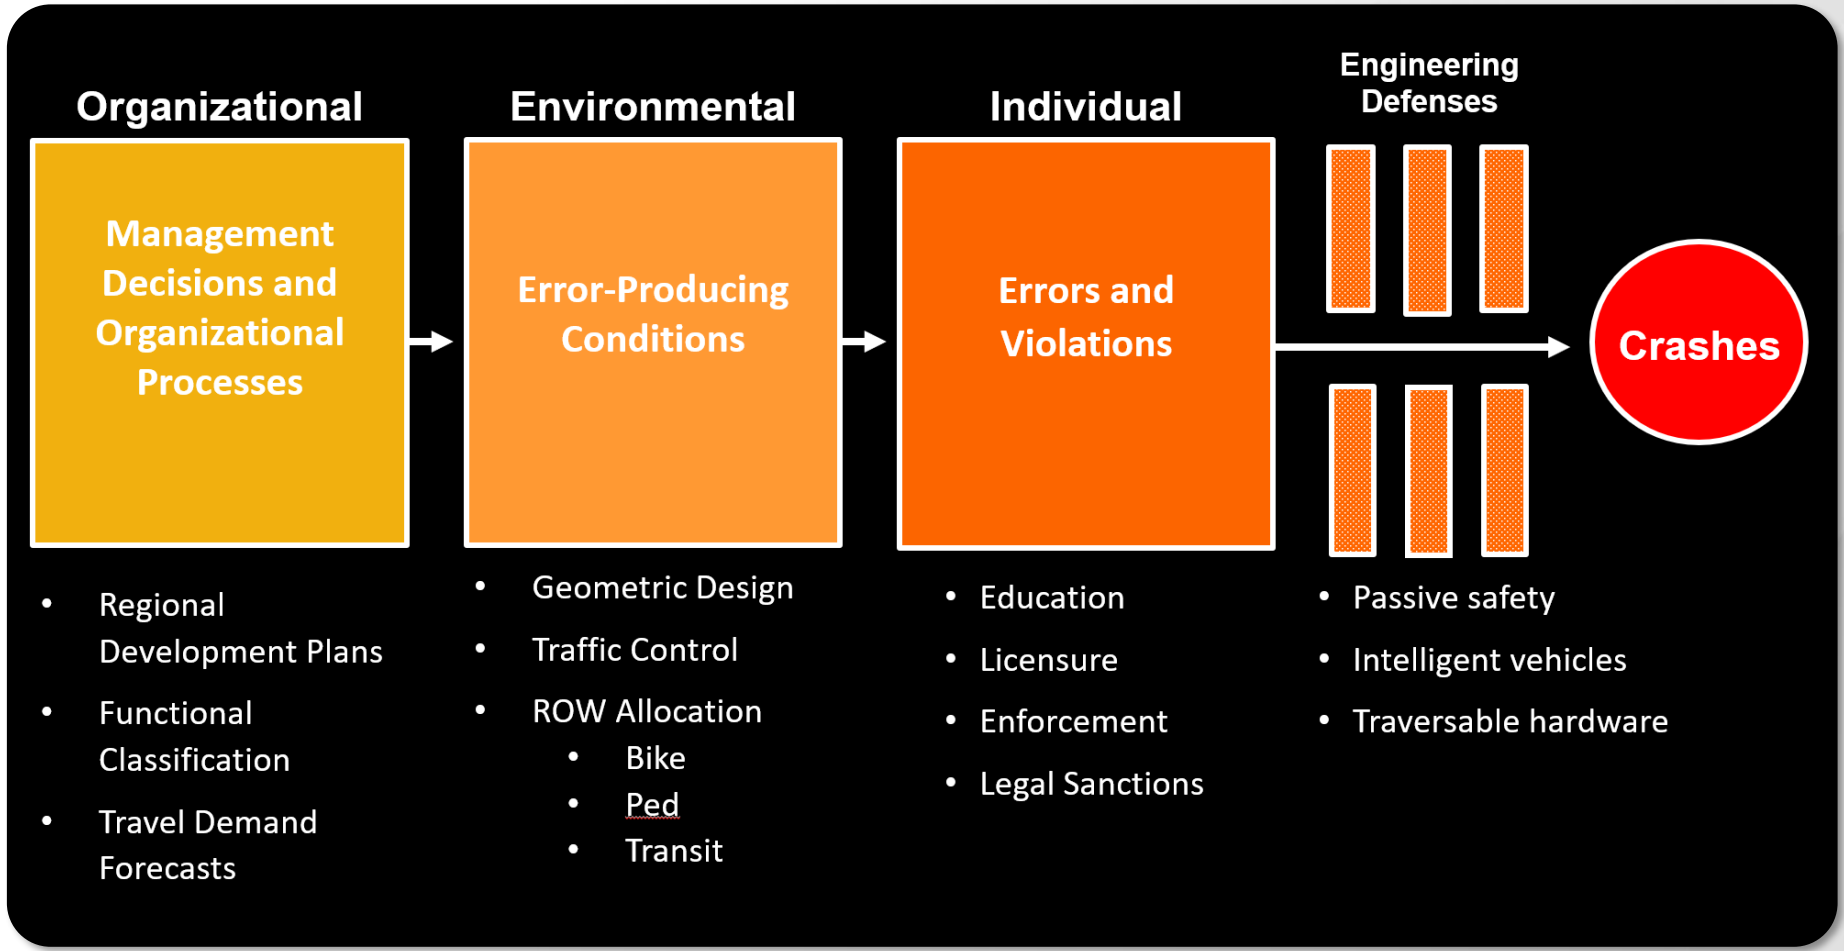 Organizational
Management
Decisions and
Organizational
Processes
• Regional
Development Plans
• Functional
Classification
• Travel Demand
Forecasts
Environmental
Error-Producing
Conditions
• Geometric Design
• Traffic Control
• ROW Allocation
• Bike
• Ped
• Transit
Individual
Errors and
Violations
• Education
• Licensure
• Enforcement
• Legal Sanctions
Engineering
Defenses
• Passive safety
• Intelligent vehicles
• Traversable hardware
Crashes